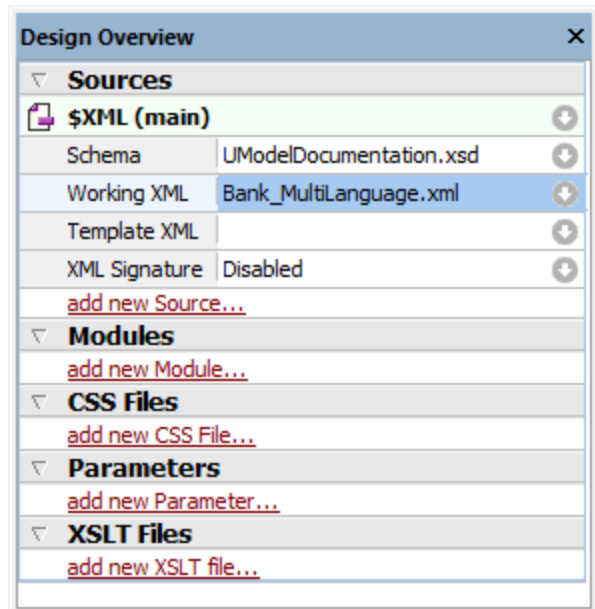 Design Overview
Sources
$XML (main)
Schema UModelDocumentation.xsd
Working XML Bank_MultiLanguage.xml
Template XML
XML Signature Disabled
add new Source...
Modules
add new Module...
CSS Files
add new CSS File...
Parameters
add new Parameter...
XSLT Files
add new XSLT file...